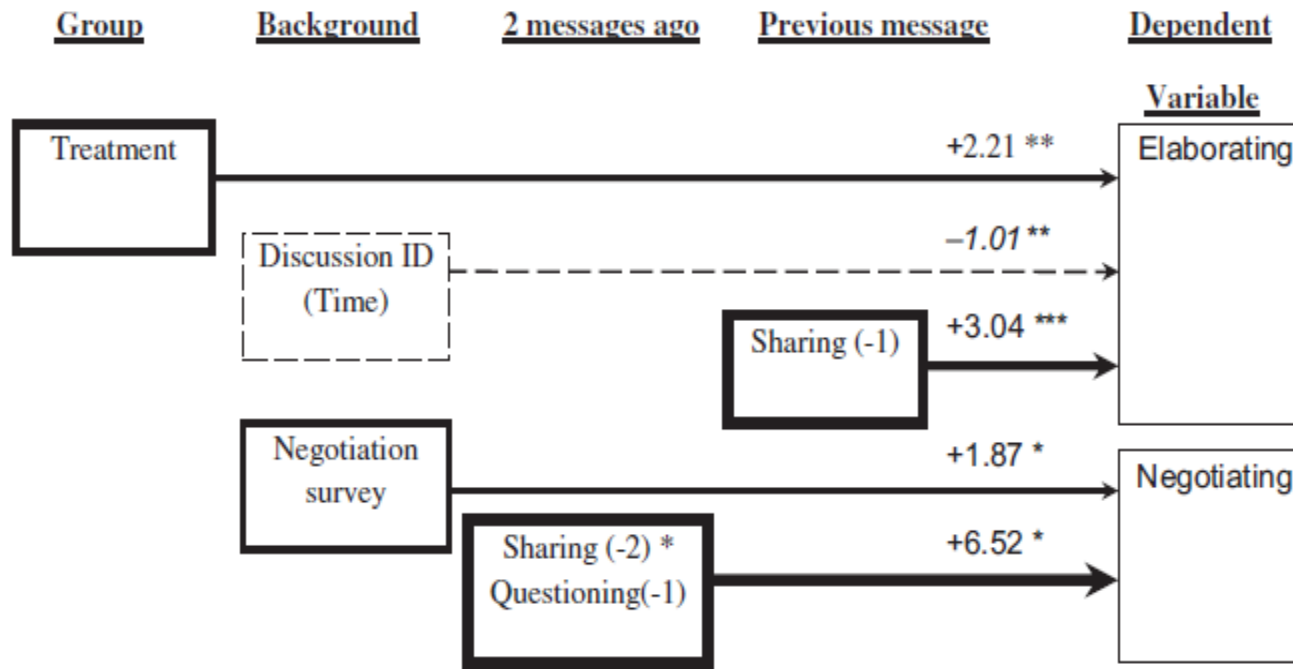 Group Background 2 messages ago Previous message Dependent
Variable
Treatment +2.21 ** Elaborating
Discussion ID –1.01 **
(Time)
Sharing (-1) +3.04 ***
Negotiation +1.87 * Negotiating
survey
Sharing (-2) * +6.52 *
Questioning(-1)